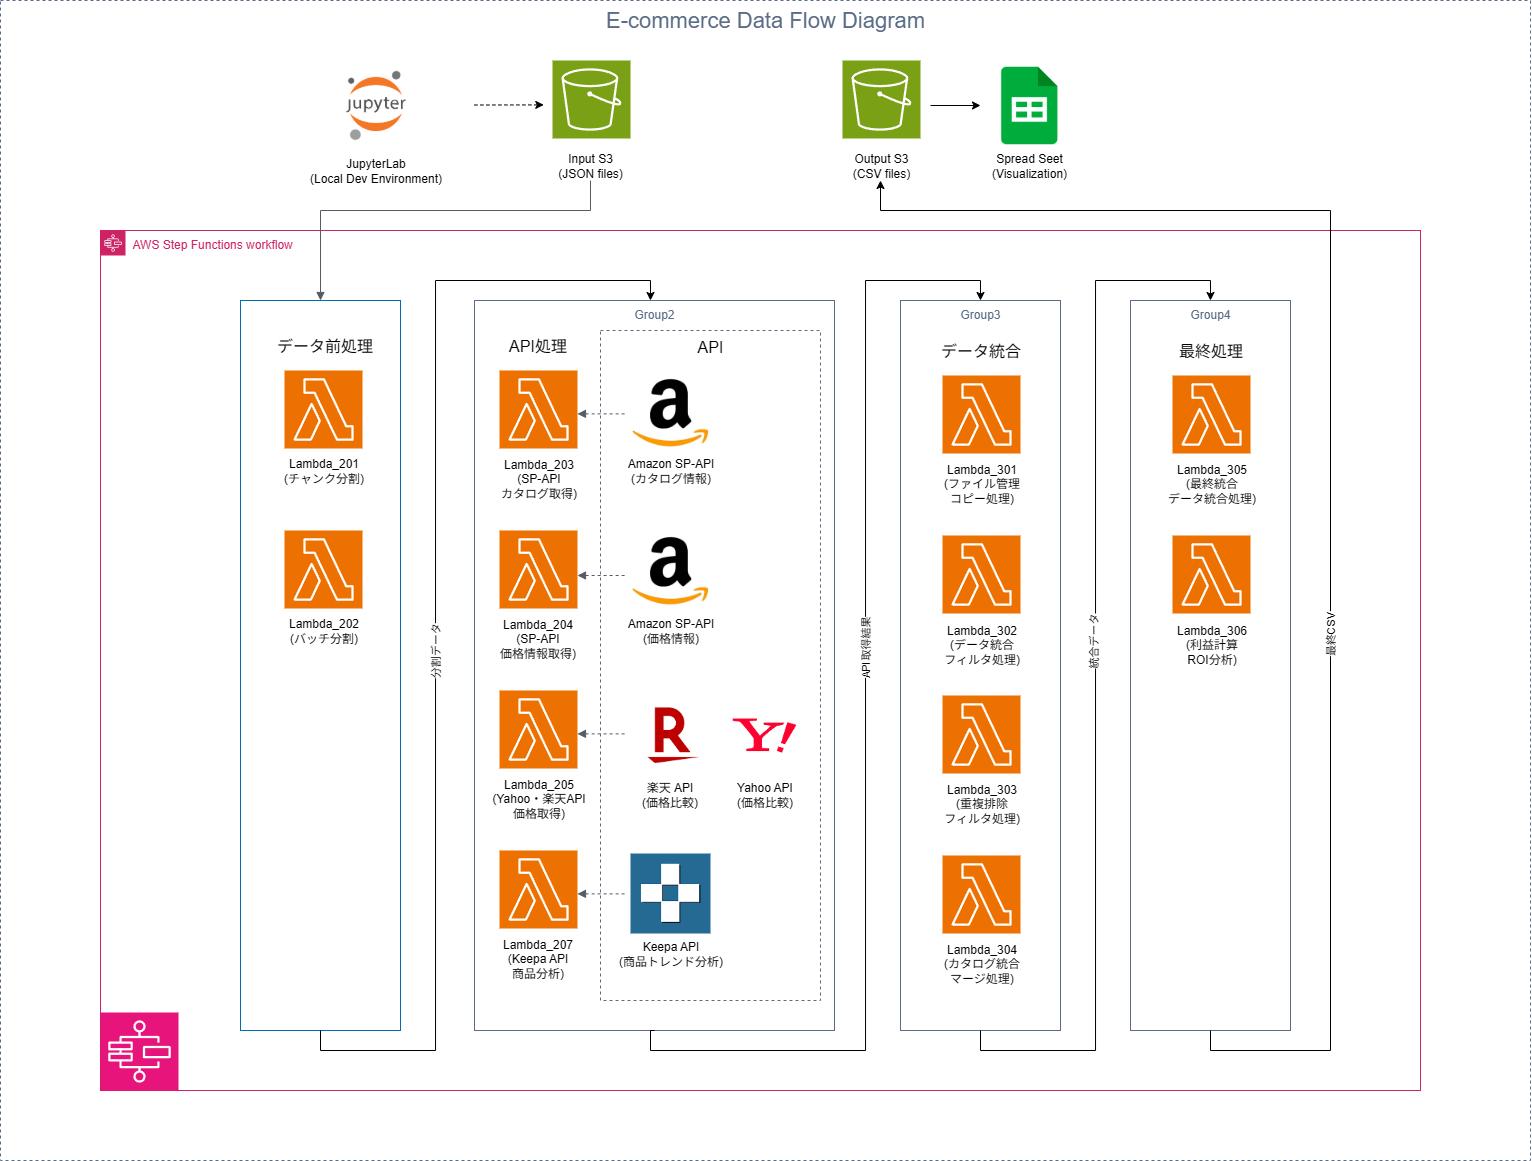 E-commerce Data Flow Diagram
jupyter
JupyterLab
(Local Dev Environment)
Input S3
(JSON files)
Output S3
(CSV files)
Spread Seet
(Visualization)
AWS Step Functions workflow
データ前処理
Lambda_201
(チャンク分割)
Lambda_202
(バッチ分割)
分割データ
Group2
API処理
Lambda_203
(SP-API
カタログ取得)
Lambda_204
(SP-API
価格情報取得)
Lambda_205
(Yahoo・楽天API
価格取得)
Lambda_207
(Keepa API
商品分析)
API
a
Amazon SP-API
(カタログ情報)
a
Amazon SP-API
(価格情報)
R
楽天 API
(価格比較)
Y!
Yahoo API
(価格比較)
Keepa API
(商品トレンド分析)
API取得結果
Group3
データ統合
Lambda_301
(ファイル管理
コピー処理)
Lambda_302
(データ統合
フィルタ処理)
Lambda_303
(重複排除
フィルタ処理)
Lambda_304
(カタログ統合
マージ処理)
統合データ
Group4
最終処理
Lambda_305
(最終統合
データ統合処理)
Lambda_306
(利益計算
ROI分析)
最終CSV